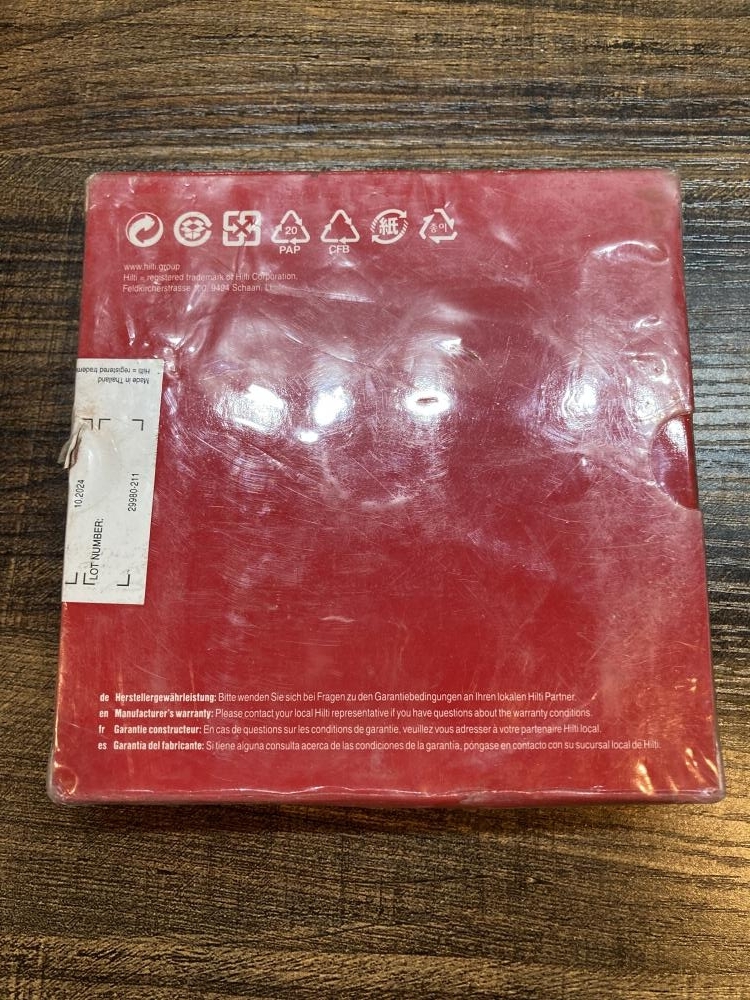 20
PAP
CFB
紙
종이
www.hilti.group
Hilti = registered trademark of Hilti Corporation,
Feldkircherstrasse 100, 9494 Schaan, LI
Hilti = registered tradem
Made in Thailand
10.2024
LOT NUMBER:
29980-211
de Herstellergewährleistung: Bitte wenden Sie sich bei Fragen zu den Garantiebedingungen an Ihren lokalen Hilti Partner.
en Manufacturer's warranty: Please contact your local Hilti representative if you have questions about the warranty conditions.
fr Garantie constructeur: En cas de questions sur les conditions de garantie, veuillez vous adresser à votre partenaire Hilti local.
es Garantía del fabricante: Si tiene alguna consulta acerca de las condiciones de la garantía, póngase en contacto con su sucursal local de Hilti.